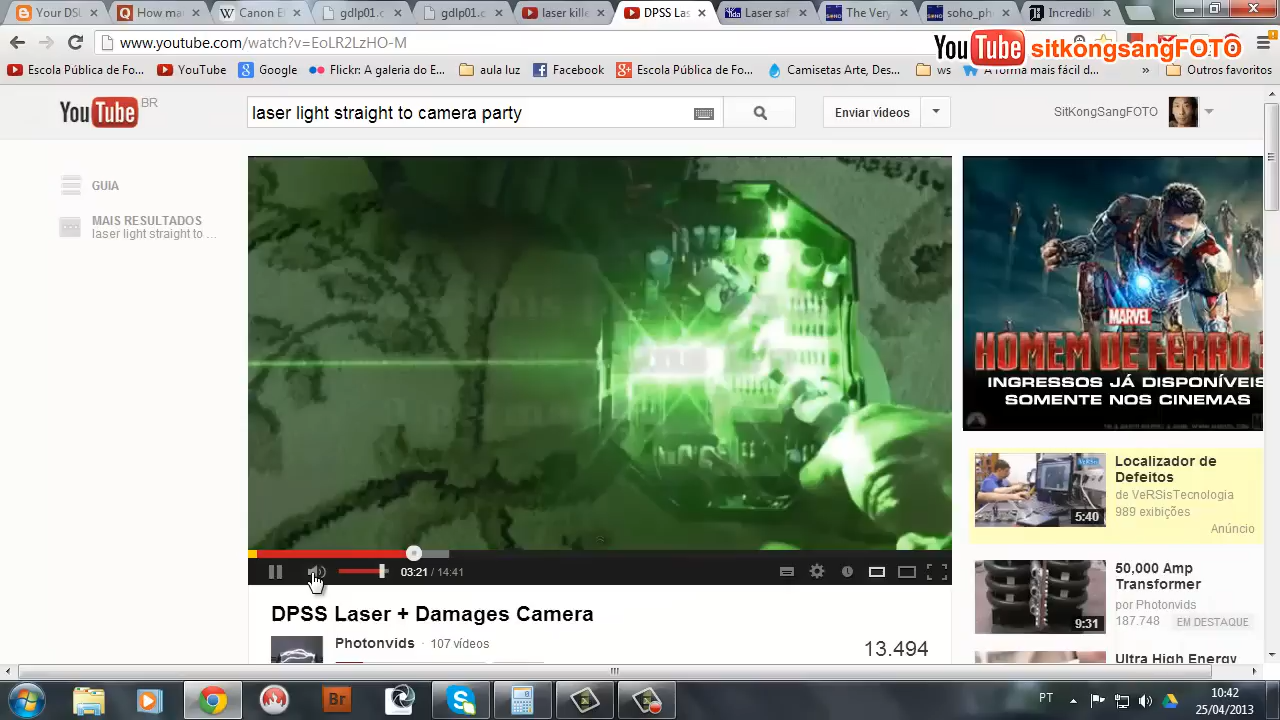 Your DSL
How man
Canon E
gdlp01.c
gdlp01.c
laser kille
DPSS Las
Laser saf
The Very
soho_ph
Incredibl
www.youtube.com/watch?v=EoLR2LzHO-M
YouTube sitkongsangFOTO
Escola Pública de Fo...
YouTube
Google
Flickr: A galeria do E...
aula luz
Facebook
Escola Pública de Fo...
Camisetas Arte, Des...
ws
A forma mais fácil d...
»
Outros favoritos
YouTube BR
laser light straight to camera party
Enviar vídeos
SitKongSangFOTO
GUIA
MAIS RESULTADOS
laser light straight to ...
MARVEL
HOMEM DE FERRO
INGRESSOS JÁ DISPONÍVEIS
SOMENTE NOS CINEMAS
Localizador de
Defeitos
de VeRSisTecnologia
989 exibições
Anúncio
5:40
03:21 / 14:41
50,000 Amp
Transformer
por Photonvids
187.748 EM DESTAQUE
9:31
Ultra High Energy
DPSS Laser + Damages Camera
Photonvids · 107 vídeos
13.494
Br
PT
10:42
25/04/2013